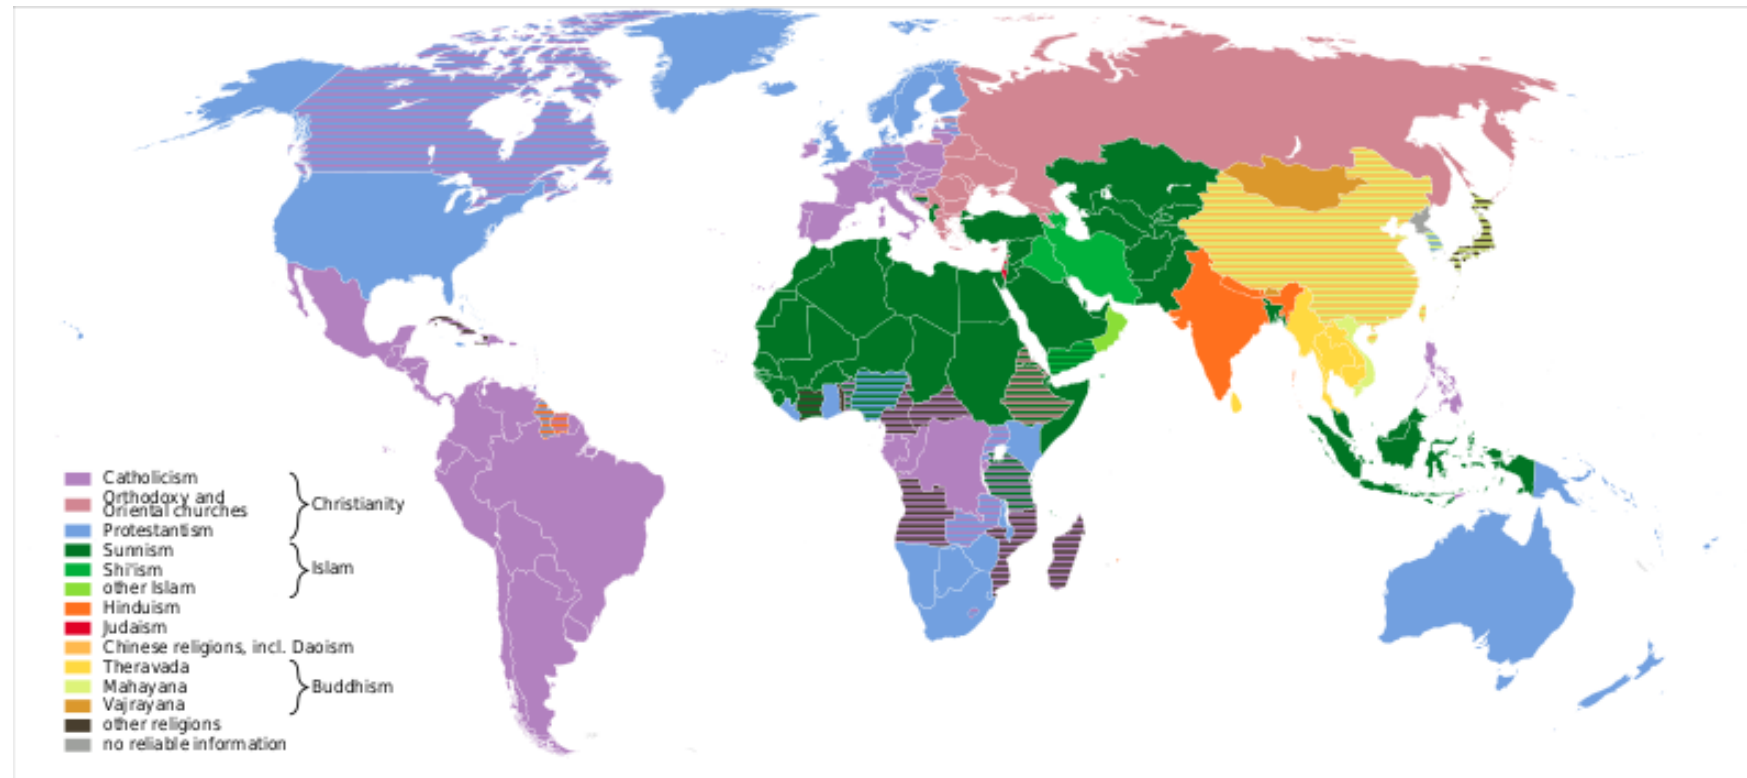 Catholicism
Orthodoxy and
Oriental churches
Christianity
Protestantism
Sunnism
Shi'ism
Islam
other Islam
Hinduism
Judaism
Chinese religions, incl. Daoism
Theravada
Mahayana
Buddhism
Vajrayana
other religions
no reliable information